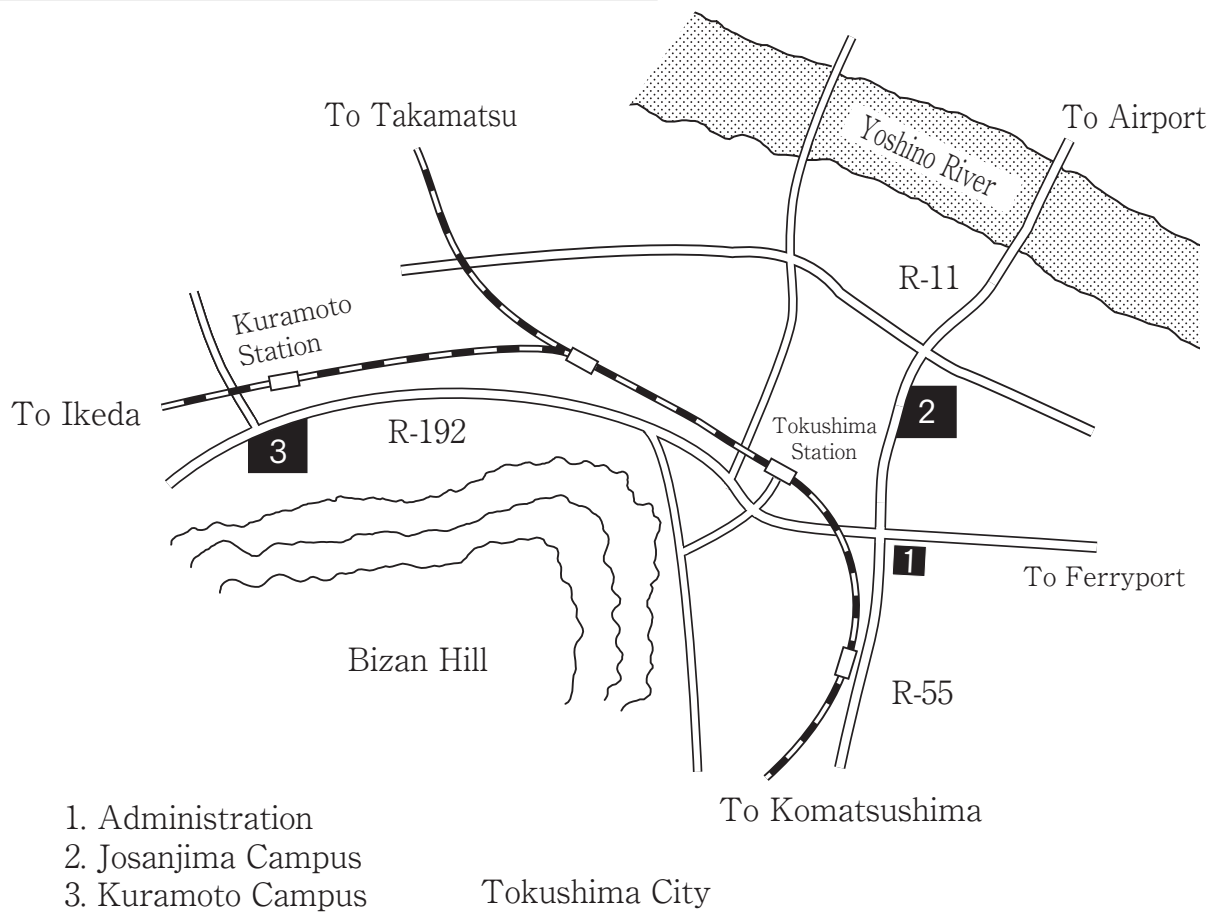 To Takamatsu
To Airport
Yoshino River
R-11
Kuramoto
Station
To Ikeda
R-192
3
2
Tokushima
Station
1
To Ferryport
Bizan Hill
R-55
To Komatsushima
1. Administration
2. Josanjima Campus
3. Kuramoto Campus
Tokushima City